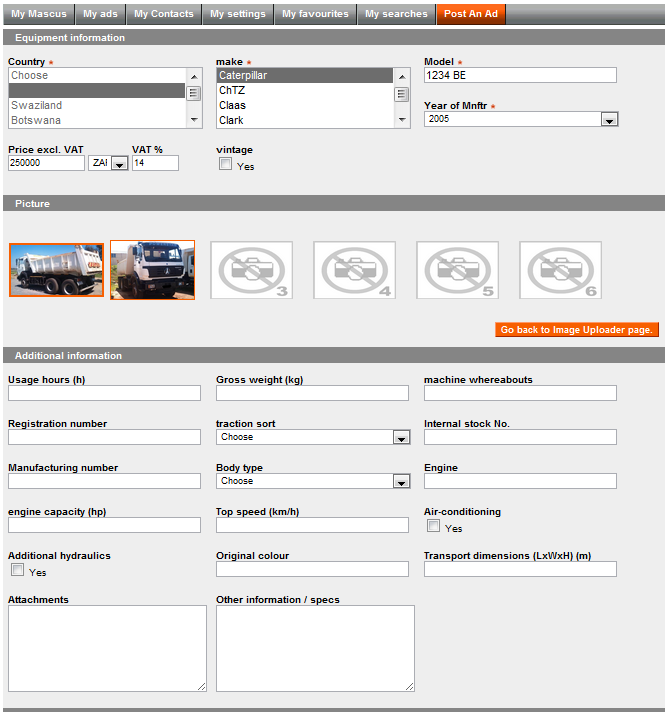 My Mascus My ads My Contacts My settings My favourites My searches Post An Ad
Equipment information
Country * make * Model *
Choose Caterpillar 1234 BE
ChTZ
Swaziland Claas Year of Mnftr *
Botswana Clark 2005
Price excl. VAT VAT % vintage
250000 ZAI 14 Yes
Picture
3 4 5 6
Go back to Image Uploader page.
Additional information
Usage hours (h) Gross weight (kg) machine whereabouts
Registration number traction sort Internal stock No.
Choose
Manufacturing number Body type Engine
Choose
engine capacity (hp) Top speed (km/h) Air-conditioning
Yes
Additional hydraulics Original colour Transport dimensions (LxWxH) (m)
Yes
Attachments Other information / specs